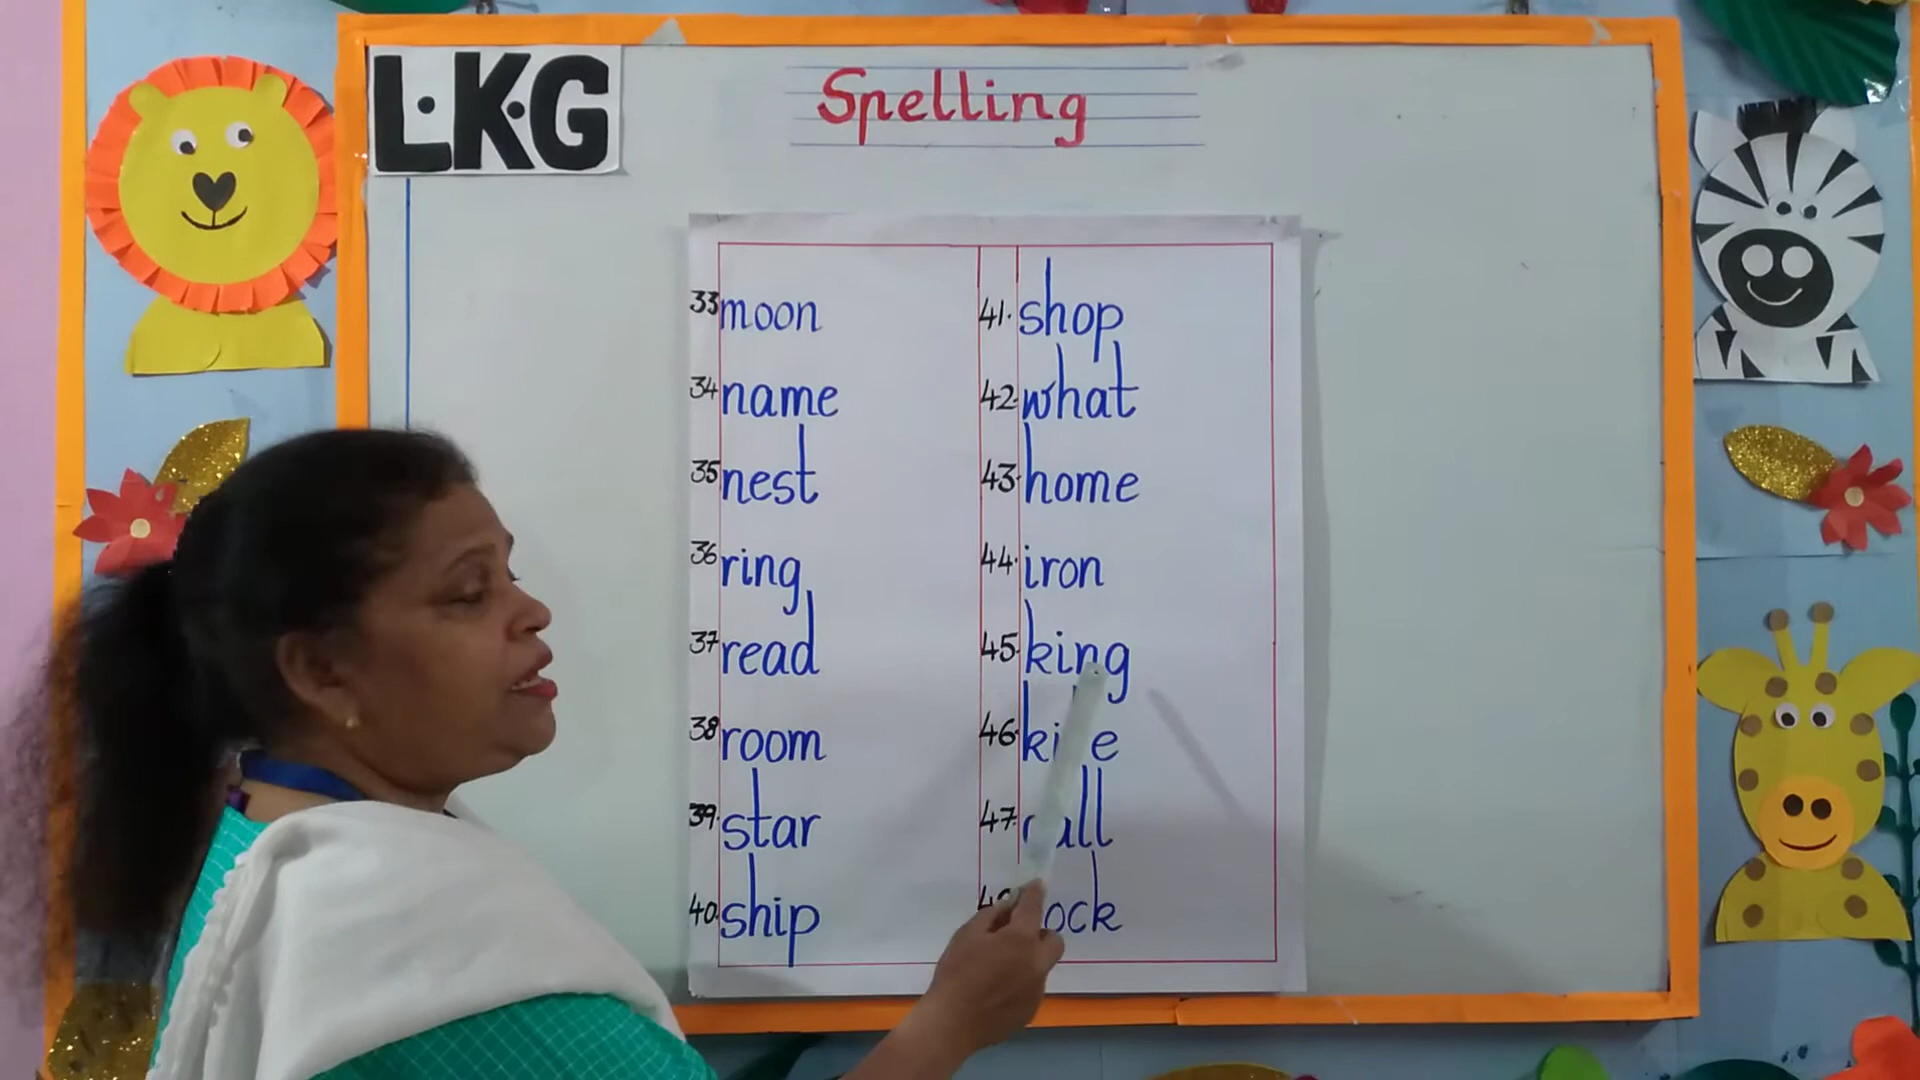 L.K.G
Spelling
33 moon
34 name
35 nest
36 ring
37 read
38 room
39. star
40. ship
41. shop
42. what
43. home
44. iron
45. king
46.
47.